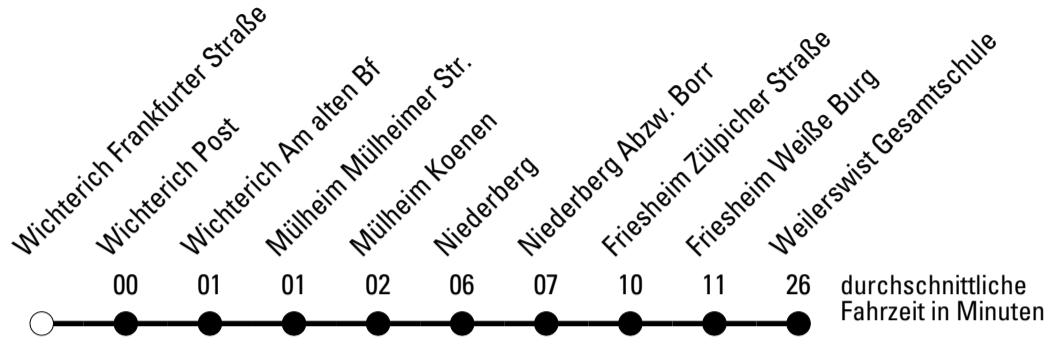 Wichterich Frankfurter Straße
Wichterich Post
Wichterich Am alten Bf
Mülheim Mülheimer Str.
Mülheim Koenen
Niederberg
Niederberg Abzw. Borr
Friesheim Zülpicher Straße
Friesheim Weiße Burg
Weilerswist Gesamtschule
00 01 01 02 06 07 10 11 26 durchschnittliche
Fahrzeit in Minuten